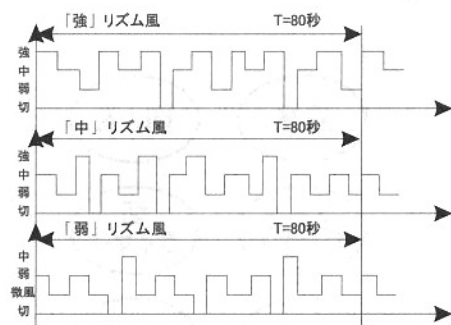 「強」リズム風 T=80秒
強
中
弱
切
「中」リズム風 T=80秒
強
中
弱
切
「弱」リズム風 T=80秒
中
弱
微風
切